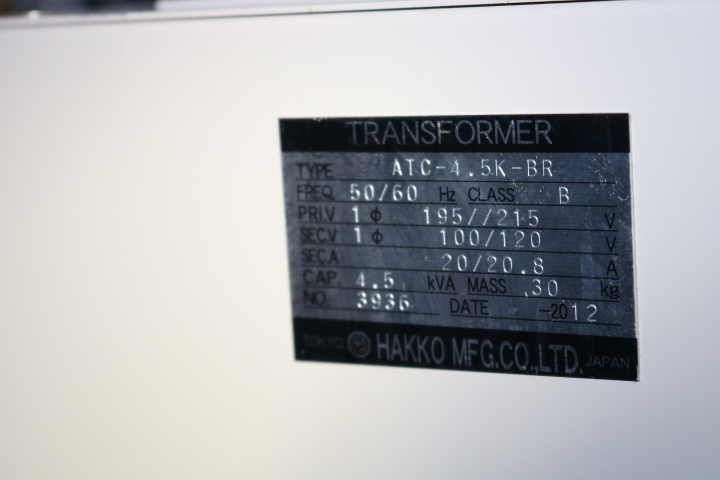 TRANSFORMER
TYPE ATC-4.5K-BR
FREQ. 50/60 Hz CLASS B
PRI.V 1 ϕ 195//215 V
SEC.V 1 ϕ 100/120 V
SEC.A 20/20.8 A
CAP. 4.5 kVA MASS 30 kg
NO. 3936 DATE -2012
TOKYO HAKKO MFG.CO.,LTD. JAPAN